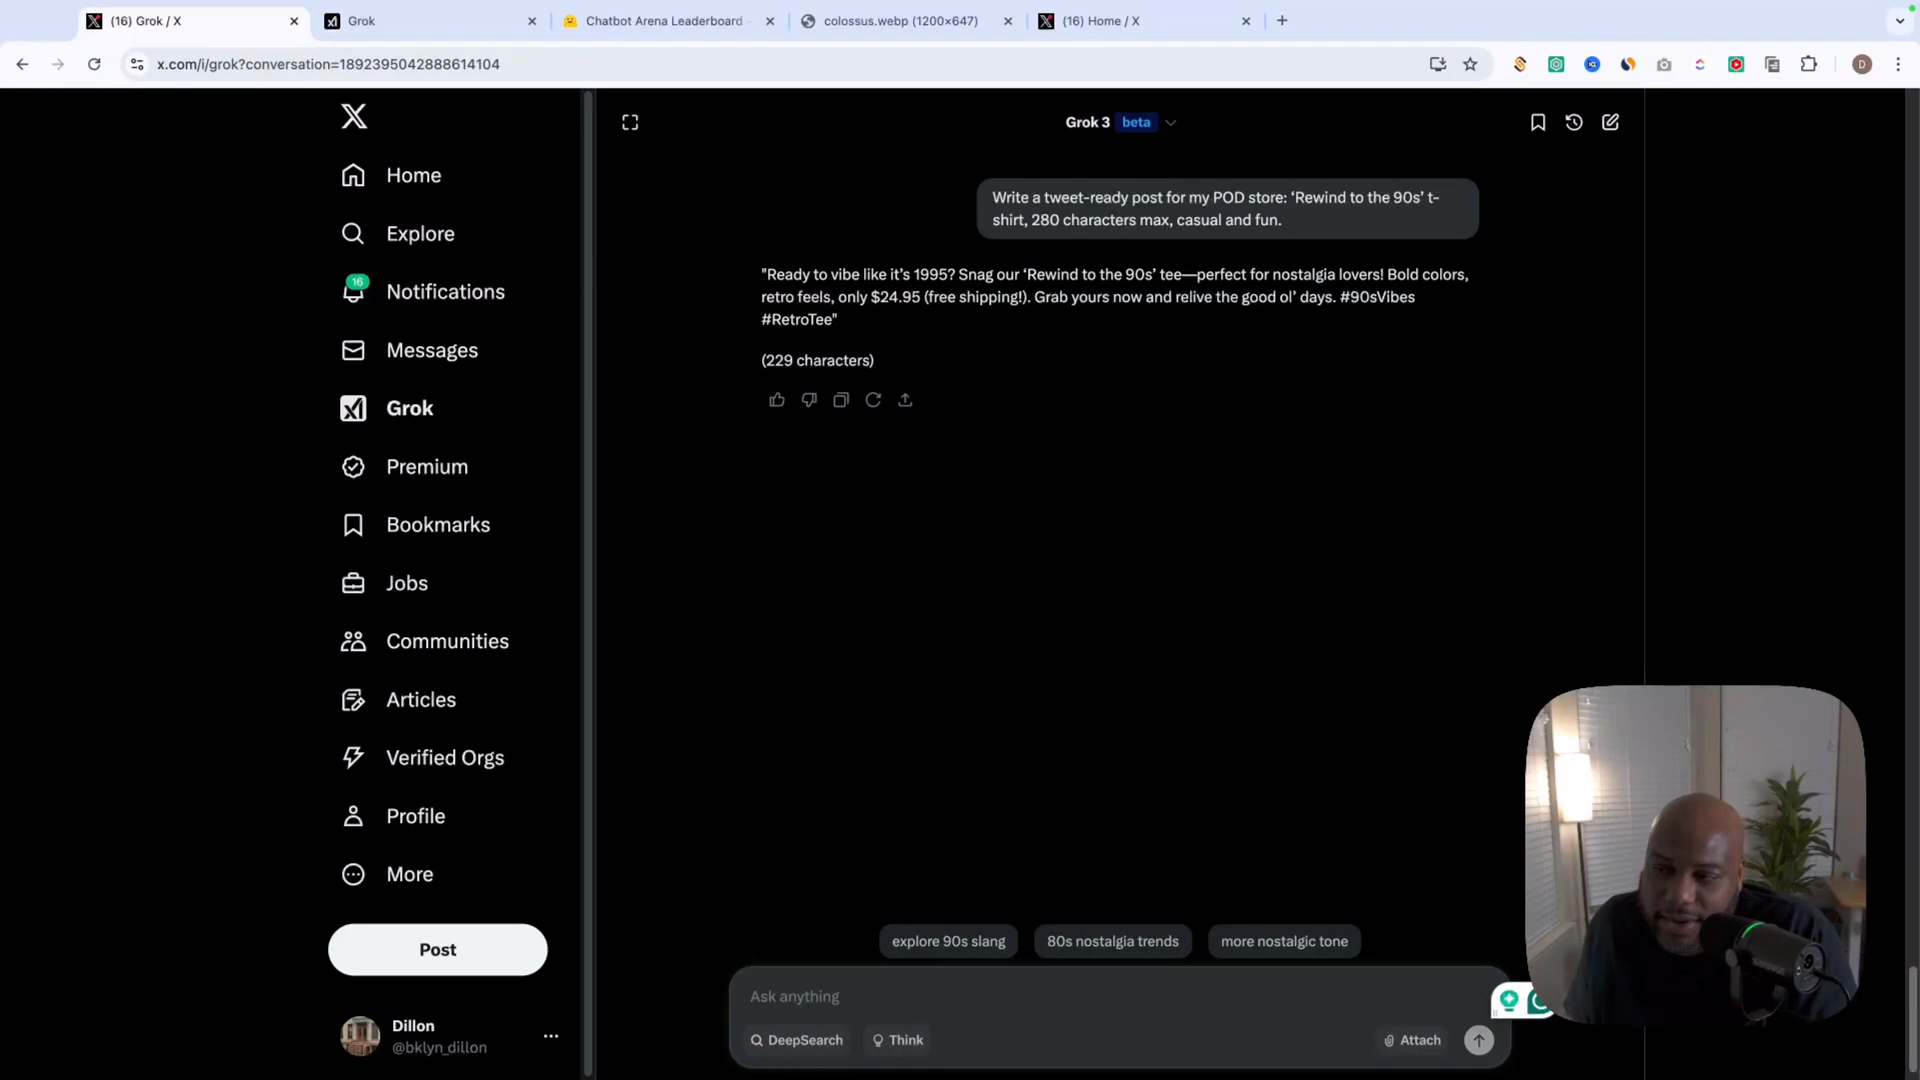 (16) Grok / X
Grok
Chatbot Arena Leaderboard -
colossus.webp (1200×647)
(16) Home / X
x.com/i/grok?conversation=1892395042888614104
D
Grok 3 beta
Home
Explore
16
Notifications
Messages
Grok
Premium
Bookmarks
Jobs
Communities
Articles
Verified Orgs
Profile
More
Post
Dillon
@bklyn_dillon
Write a tweet-ready post for my POD store: ‘Rewind to the 90s’ t-
shirt, 280 characters max, casual and fun.
"Ready to vibe like it’s 1995? Snag our ‘Rewind to the 90s’ tee—perfect for nostalgia lovers! Bold colors,
retro feels, only $24.95 (free shipping!). Grab yours now and relive the good ol’ days. #90sVibes
#RetroTee"
(229 characters)
explore 90s slang
80s nostalgia trends
more nostalgic tone
Ask anything
DeepSearch
Think
Attach